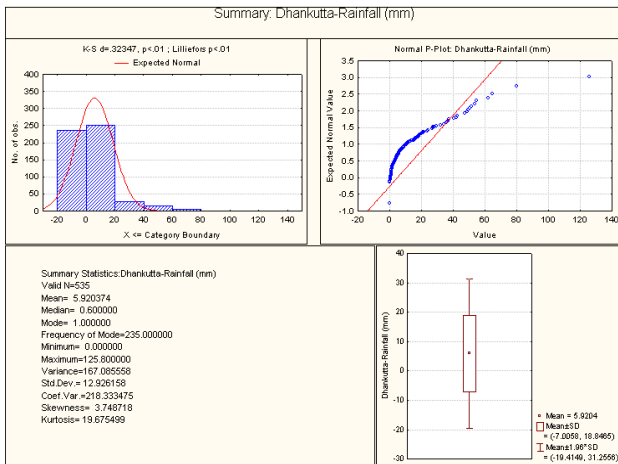 Summary: Dhankutta-Rainfall (mm)
K-S d=.32347, p<.01 ; Lilliefors p<.01
Expected Normal
400
350
300
250
200
150
100
50
0
No. of obs.
-20 0 20 40 60 80 100 120 140
X <= Category Boundary
Normal P-Plot: Dhankutta-Rainfall (mm)
3.5
3.0
2.5
2.0
1.5
1.0
0.5
0.0
-0.5
-1.0
Expected Normal Value
-20 0 20 40 60 80 100 120 140
Value
Summary Statistics:Dhankutta-Rainfall (mm)
Valid N=535
Mean= 5.920374
Median= 0.600000
Mode= 1.000000
Frequency of Mode=235.000000
Minimum= 0.000000
Maximum=125.800000
Variance=167.085558
Std.Dev.= 12.926158
Coef.Var.=218.333475
Skewness= 3.748718
Kurtosis= 19.675499
40
30
20
10
0
-10
-20
-30
Dhankutta-Rainfall (mm)
Mean = 5.9204
Mean±SD
= (-7.0058, 18.8465)
Mean±1.96*SD
= (-19.4149, 31.2556)